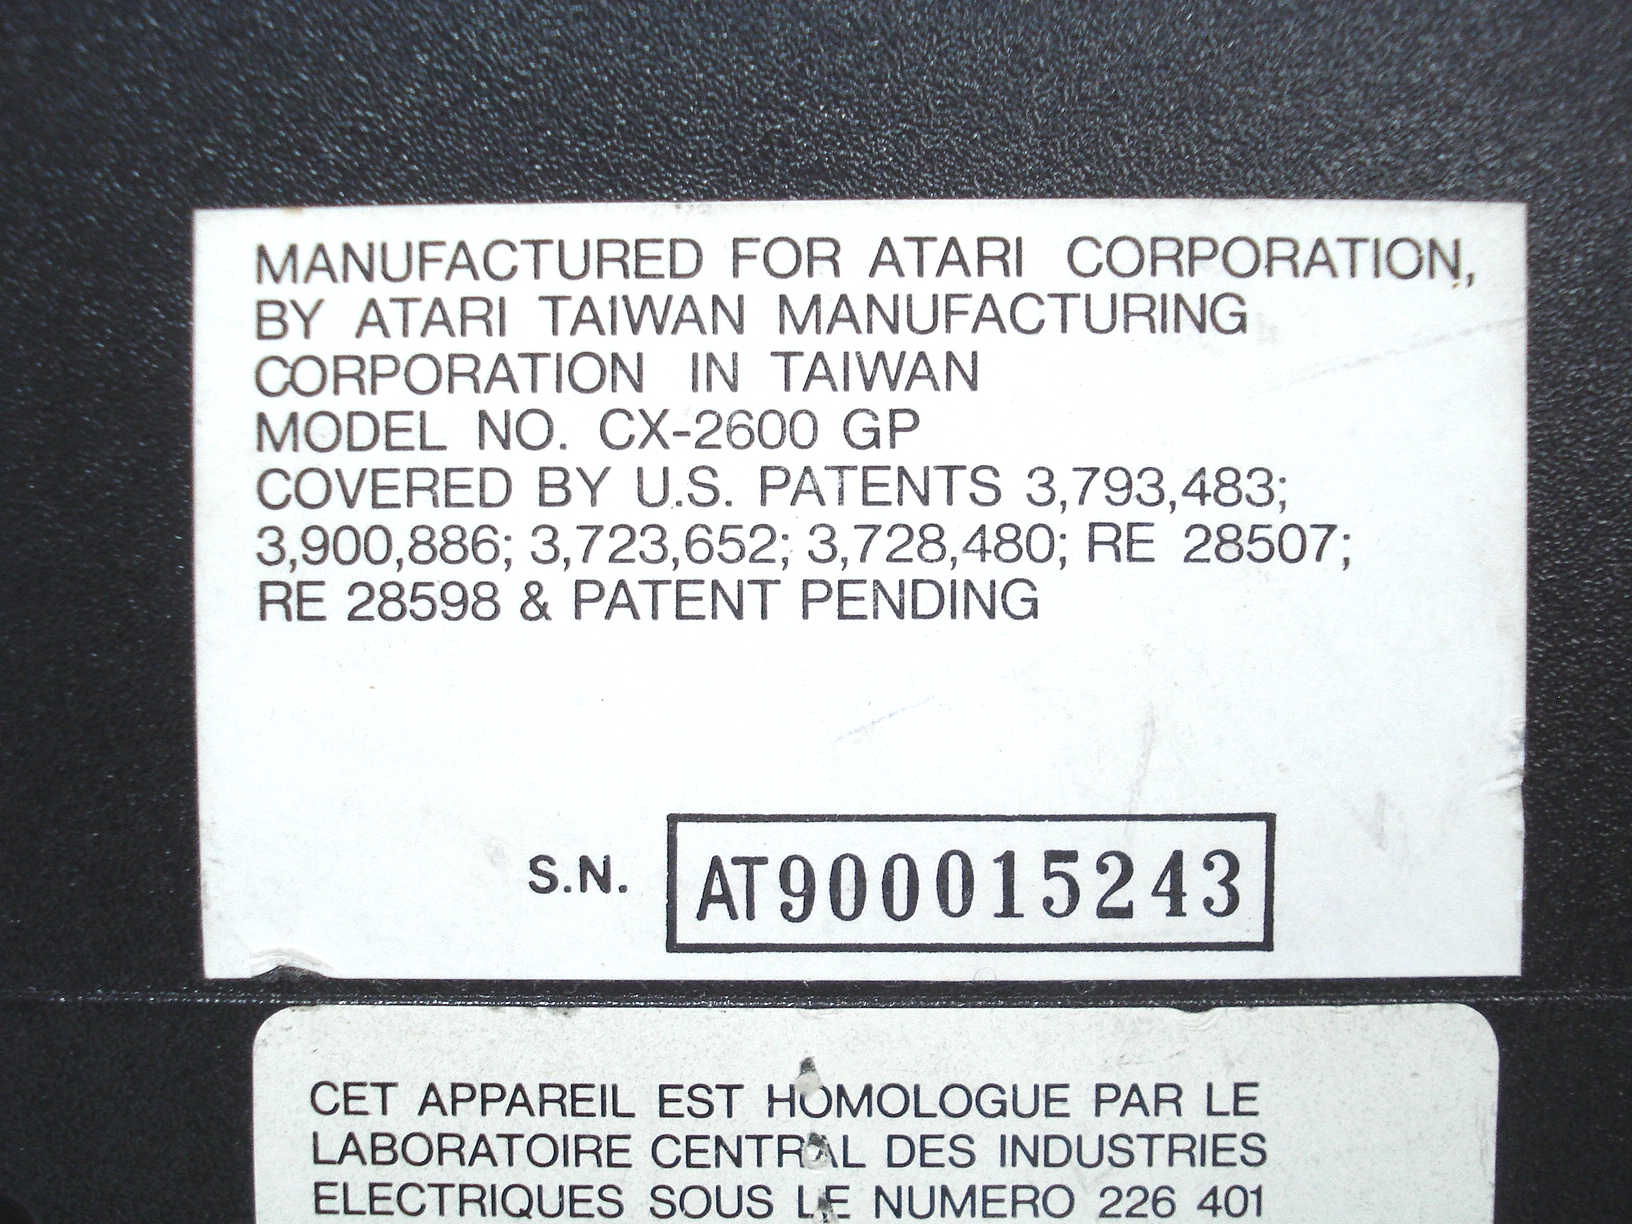 MANUFACTURED FOR ATARI CORPORATION,
BY ATARI TAIWAN MANUFACTURING
CORPORATION IN TAIWAN
MODEL NO. CX-2600 GP
COVERED BY U.S. PATENTS 3,793,483;
3,900,886; 3,723,652; 3,728,480; RE 28507;
RE 28598 & PATENT PENDING
S.N. AT900015243
CET APPAREIL EST HOMOLOGUE PAR LE
LABORATOIRE CENTRAL DES INDUSTRIES
ELECTRIQUES SOUS LE NUMERO 226 401